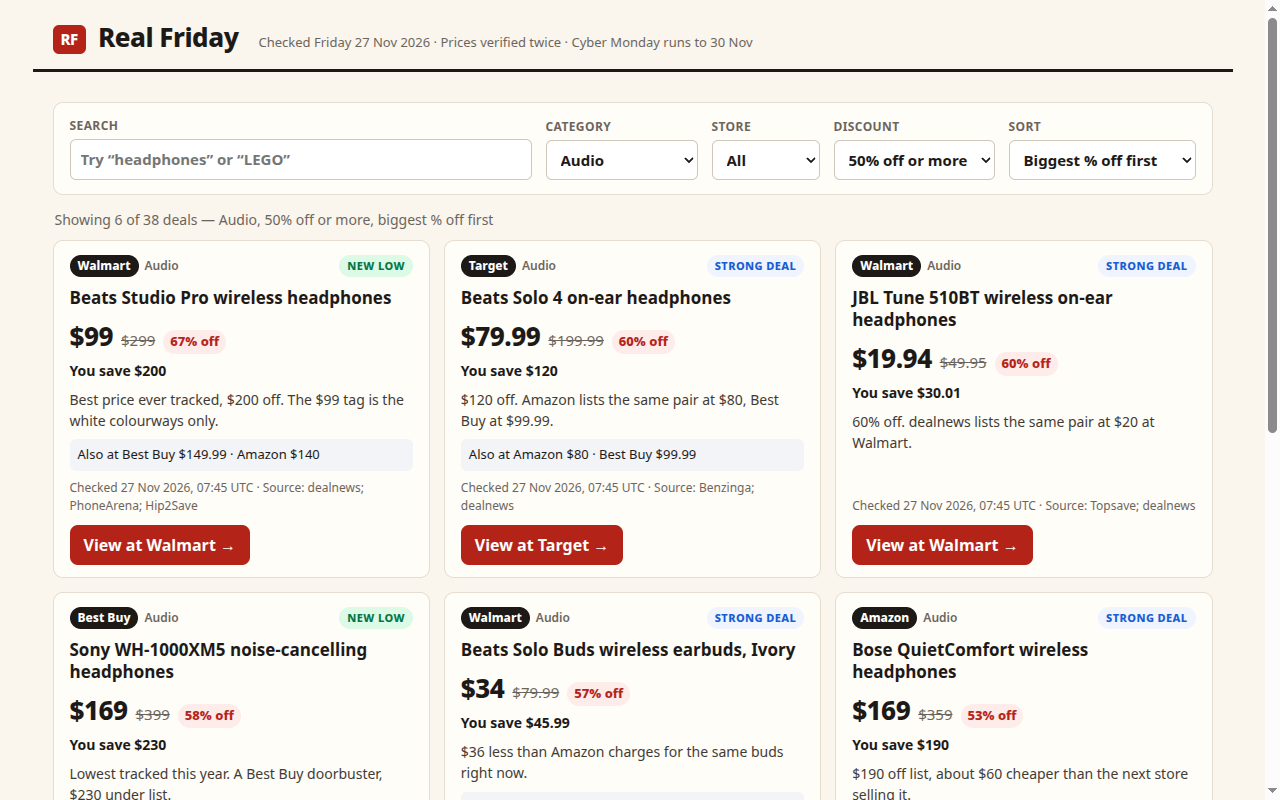 RF Real Friday Checked Friday 27 Nov 2026 · Prices verified twice · Cyber Monday runs to 30 Nov
SEARCH CATEGORY STORE DISCOUNT SORT
Try “headphones” or “LEGO” Audio All 50% off or more Biggest % off first
Showing 6 of 38 deals — Audio, 50% off or more, biggest % off first
Walmart Audio NEW LOW
Beats Studio Pro wireless headphones
$99 $299 67% off
You save $200
Best price ever tracked, $200 off. The $99 tag is the
white colourways only.
Also at Best Buy $149.99 · Amazon $140
Checked 27 Nov 2026, 07:45 UTC · Source: dealnews;
PhoneArena; Hip2Save
View at Walmart →
Target Audio STRONG DEAL
Beats Solo 4 on-ear headphones
$79.99 $199.99 60% off
You save $120
$120 off. Amazon lists the same pair at $80, Best
Buy at $99.99.
Also at Amazon $80 · Best Buy $99.99
Checked 27 Nov 2026, 07:45 UTC · Source: Benzinga;
dealnews
View at Target →
Walmart Audio STRONG DEAL
JBL Tune 510BT wireless on-ear
headphones
$19.94 $49.95 60% off
You save $30.01
60% off. dealnews lists the same pair at $20 at
Walmart.
Checked 27 Nov 2026, 07:45 UTC · Source: Topsave; dealnews
View at Walmart →
Best Buy Audio NEW LOW
Sony WH-1000XM5 noise-cancelling
headphones
$169 $399 58% off
You save $230
Lowest tracked this year. A Best Buy doorbuster,
$230 under list.
Walmart Audio STRONG DEAL
Beats Solo Buds wireless earbuds, Ivory
$34 $79.99 57% off
You save $45.99
$36 less than Amazon charges for the same buds
right now.
Amazon Audio STRONG DEAL
Bose QuietComfort wireless
headphones
$169 $359 53% off
You save $190
$190 off list, about $60 cheaper than the next store
selling it.